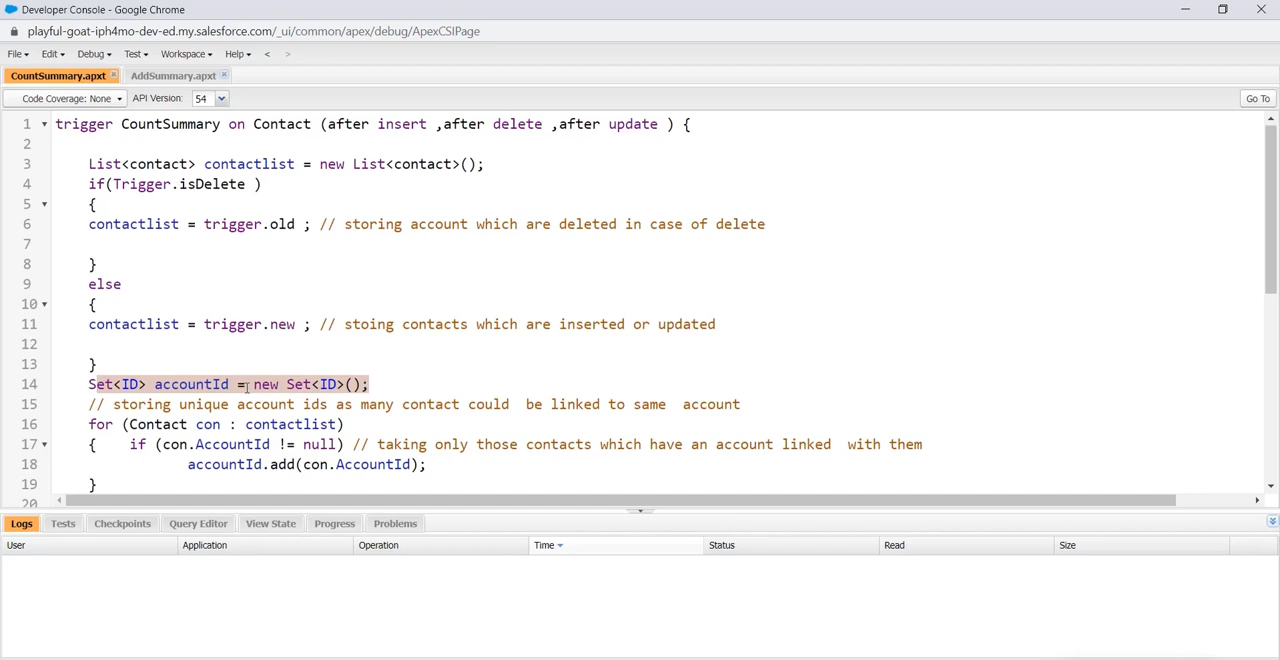 Developer Console - Google Chrome
playful-goat-iph4mo-dev-ed.my.salesforce.com/_ui/common/apex/debug/ApexCSIPage
File Edit Debug Test Workspace Help < >
CountSummary.apxt AddSummary.apxt
Code Coverage: None API Version: 54 Go To
1 trigger CountSummary on Contact (after insert ,after delete ,after update ) {
2
3 List<contact> contactlist = new List<contact>();
4 if(Trigger.isDelete )
5 {
6 contactlist = trigger.old ; // storing account which are deleted in case of delete
7
8 }
9 else
10 {
11 contactlist = trigger.new ; // stoing contacts which are inserted or updated
12
13 }
14 Set<ID> accountId = new Set<ID>();
15 // storing unique account ids as many contact could be linked to same account
16 for (Contact con : contactlist)
17 { if (con.AccountId != null) // taking only those contacts which have an account linked with them
18 accountId.add(con.AccountId);
19 }
20
Logs Tests Checkpoints Query Editor View State Progress Problems
User Application Operation Time Status Read Size